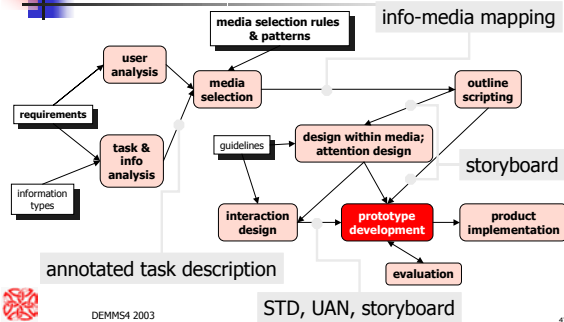 info-media mapping
media selection rules
& patterns
user
analysis
media
selection
outline
scripting
requirements
guidelines
design within media;
attention design
task &
info
analysis
storyboard
information
types
interaction
design
prototype
development
product
implementation
annotated task description
evaluation
STD, UAN, storyboard
DEMMS4 2003